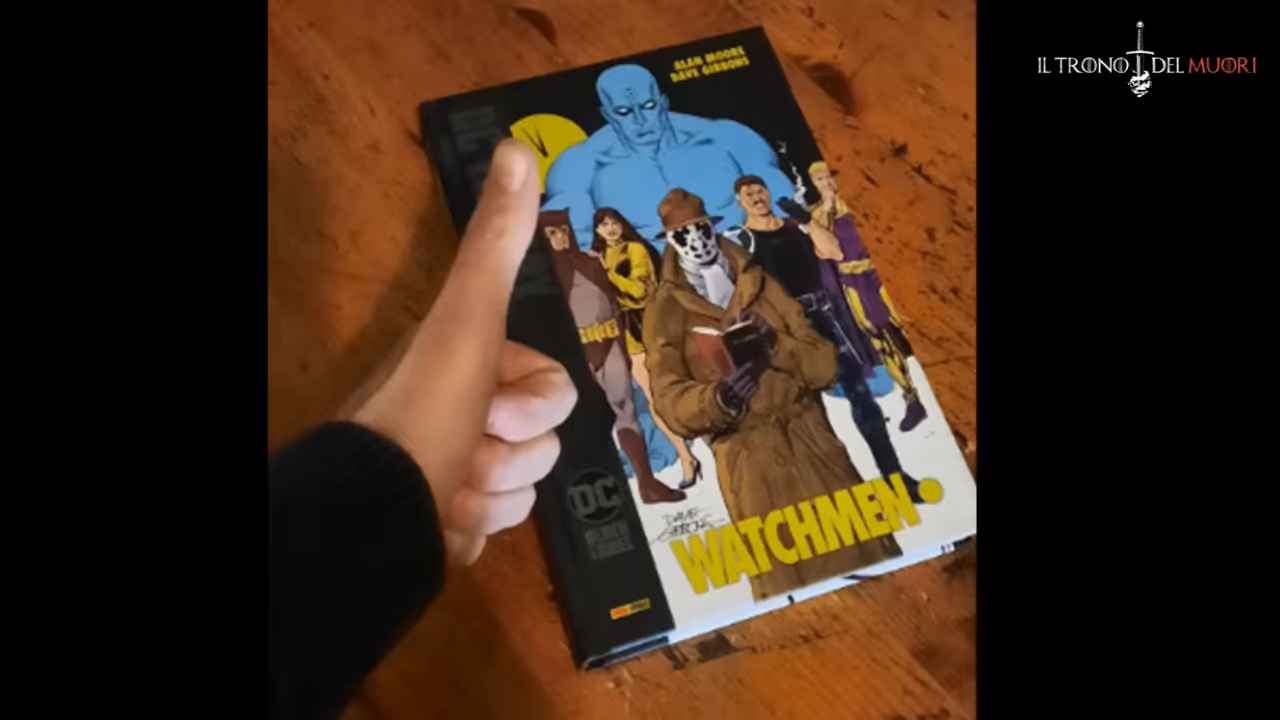 IL TRONO DEL MUORI
ALAN MOORE
DAVE GIBBONS
DAVE
GIBBONS
WATCHMEN
DC
BLACK
LABEL